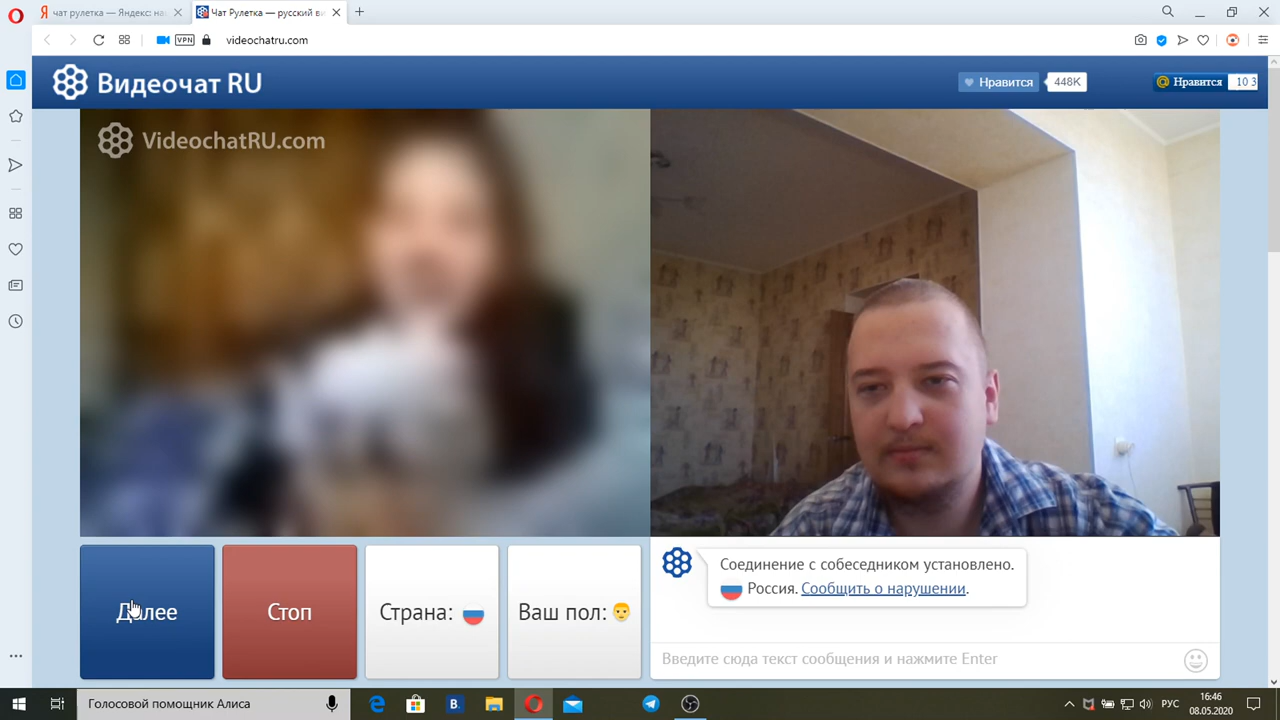 чат рулетка — Яндекс: на
Чат Рулетка — русский ви
VPN
videochatru.com
Видеочат RU
Нравится
448K
Нравится
10 3
VideochatRU.com
Соединение с собеседником установлено.
Россия. Сообщить о нарушении.
Далее
Стоп
Страна:
Ваш пол:
Введите сюда текст сообщения и нажмите Enter
Голосовой помощник Алиса
B.
РУС
16:46
08.05.2020